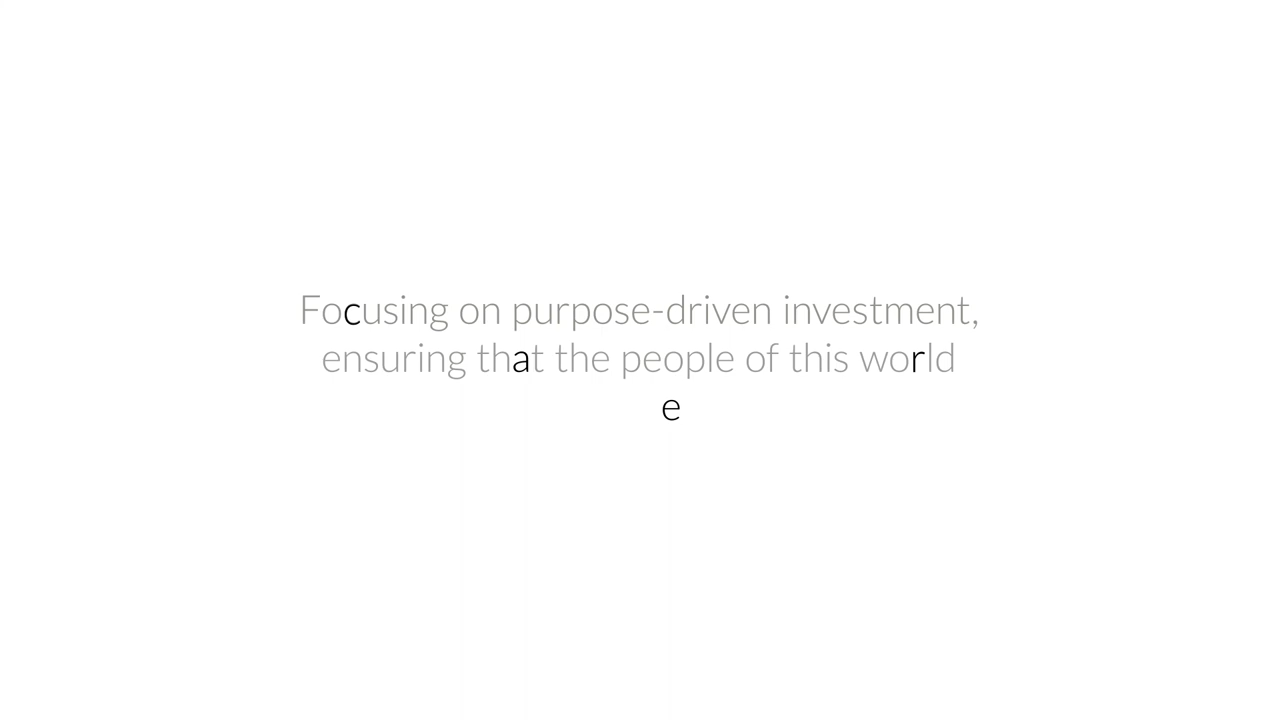 Focusing on purpose-driven investment,
ensuring that the people of this world
e